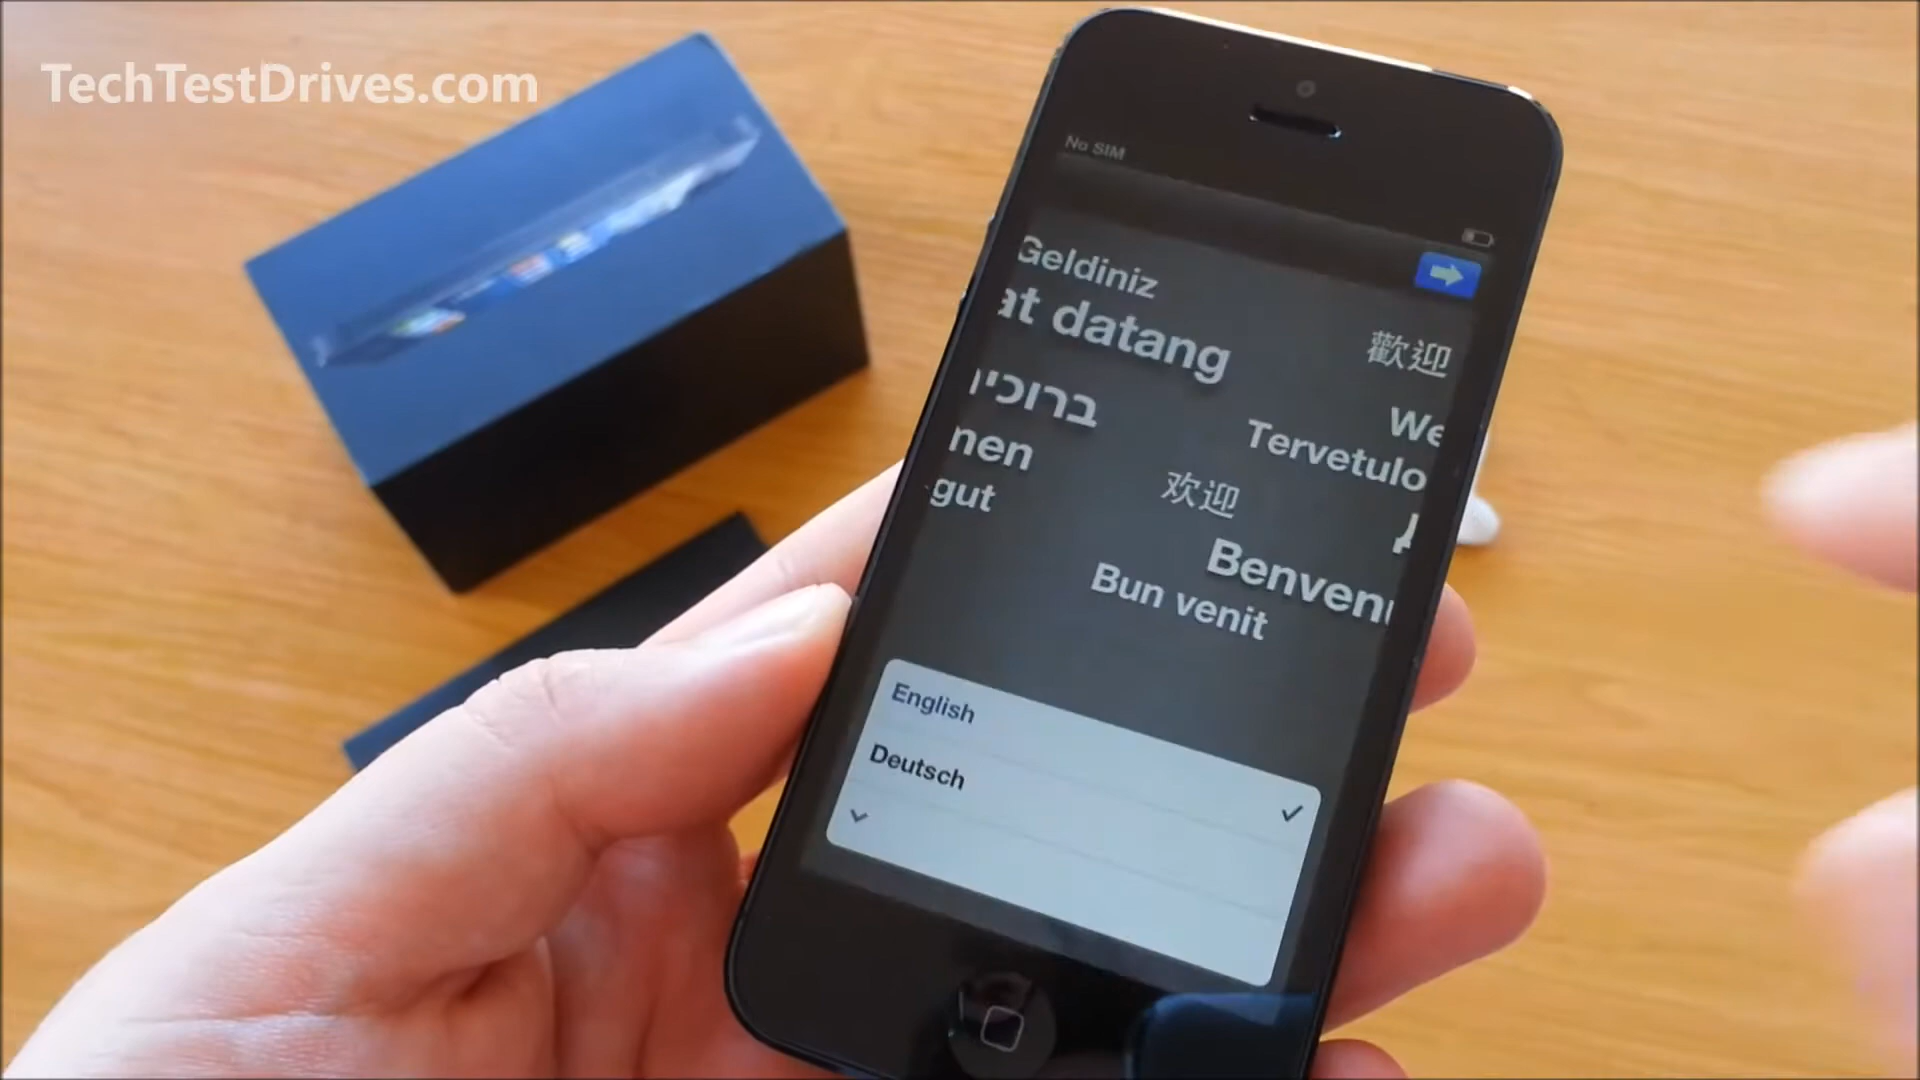 TechTestDrives.com
No SIM
Geldiniz
at datang
歡迎
ברוכי
We
Tervetulo
nen
gut
欢迎
Benven
Bun venit
English
Deutsch